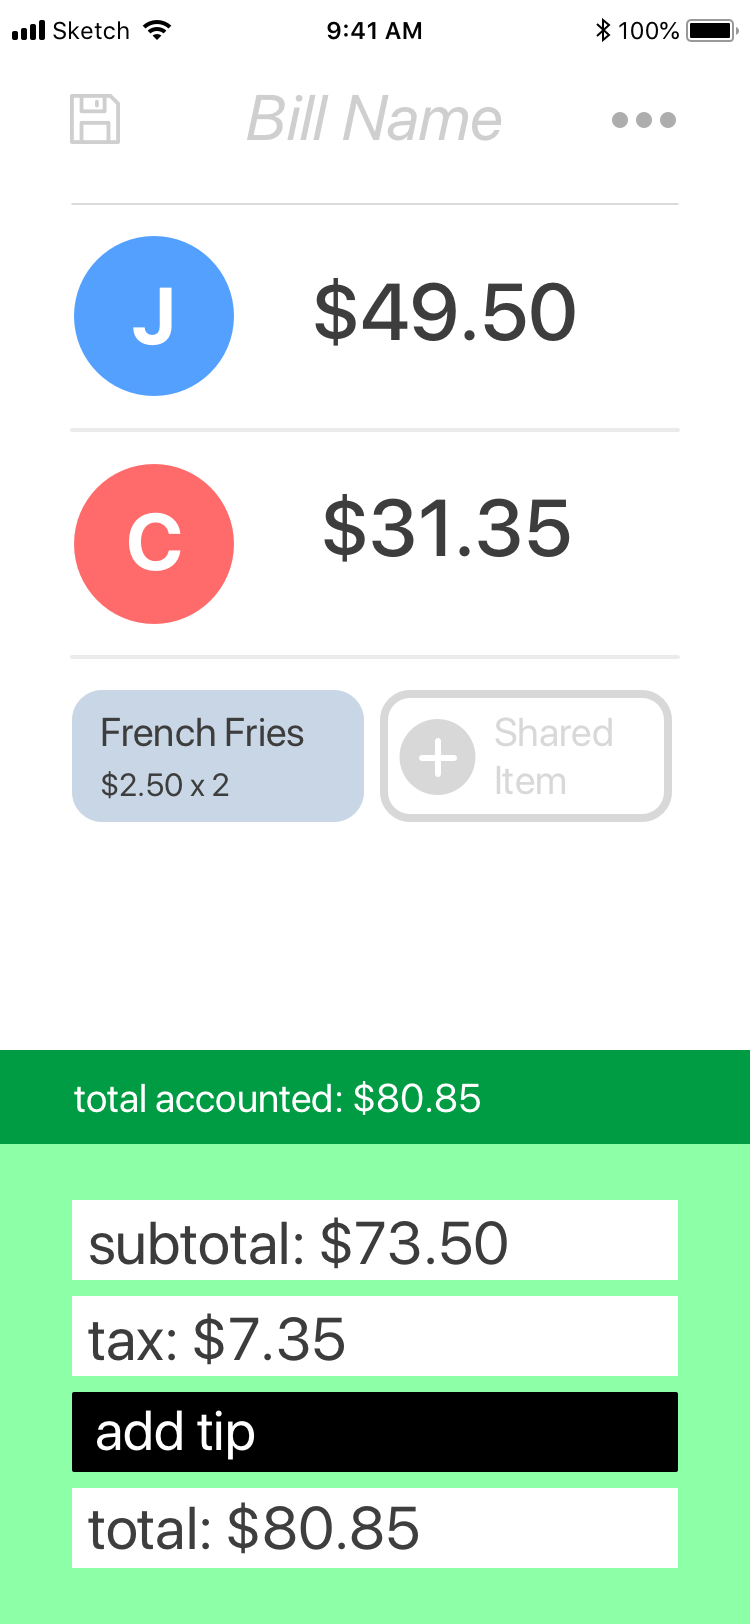 Sketch 9:41 AM 100%
Bill Name
J $49.50
C $31.35
French Fries
$2.50 x 2
Shared
Item
total accounted: $80.85
subtotal: $73.50
tax: $7.35
add tip
total: $80.85